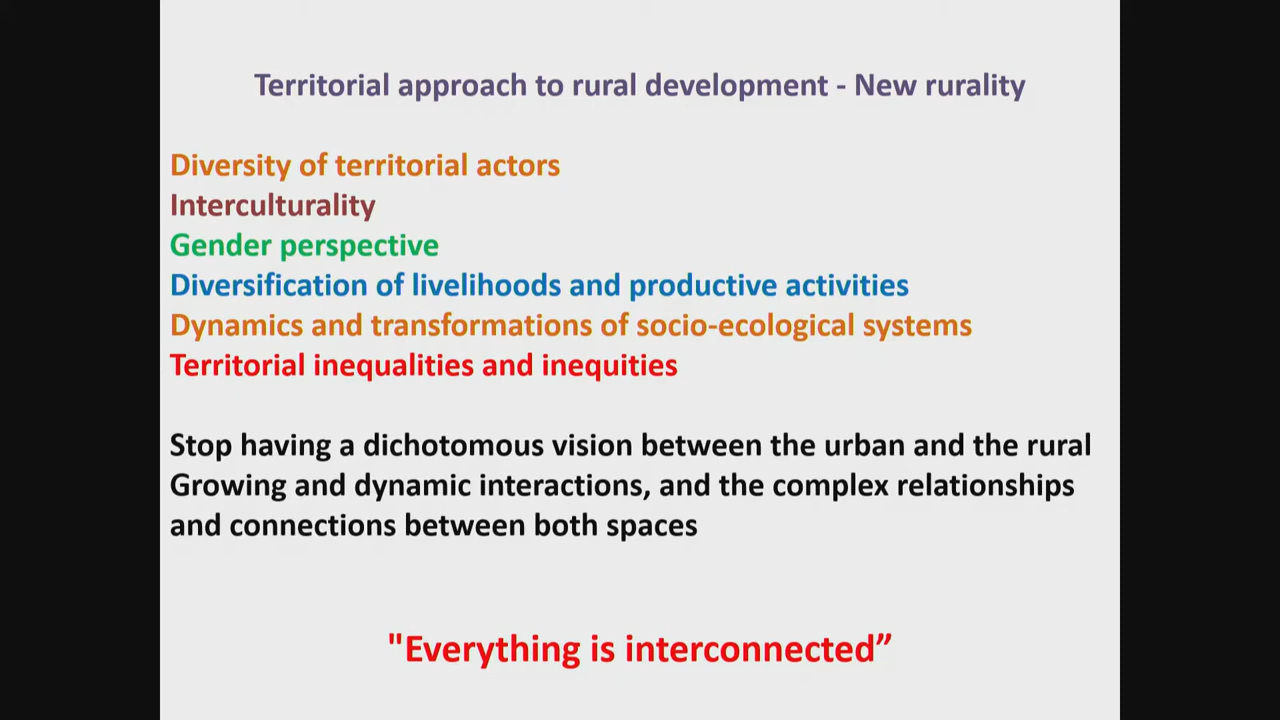 Territorial approach to rural development - New rurality
Diversity of territorial actors
Interculturality
Gender perspective
Diversification of livelihoods and productive activities
Dynamics and transformations of socio-ecological systems
Territorial inequalities and inequities
Stop having a dichotomous vision between the urban and the rural
Growing and dynamic interactions, and the complex relationships
and connections between both spaces
"Everything is interconnected”